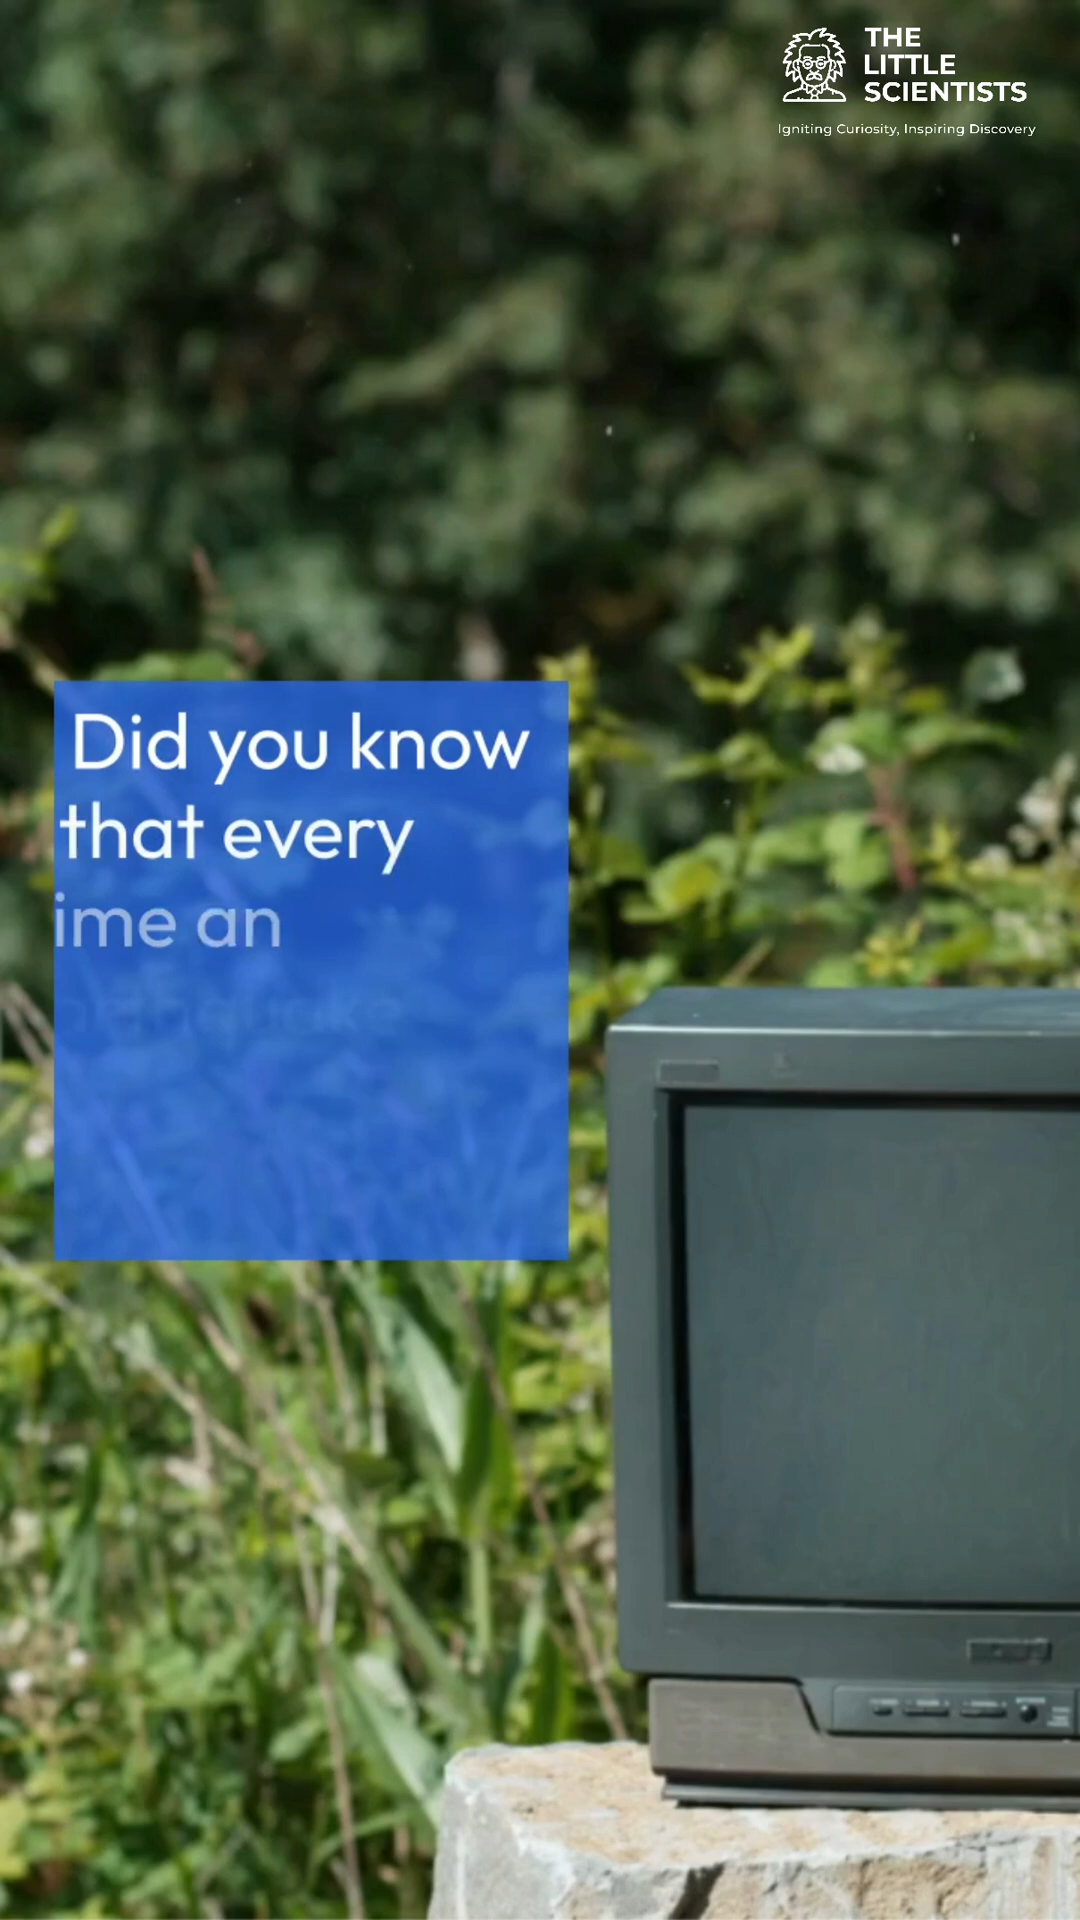 THE
LITTLE
SCIENTISTS
Igniting Curiosity, Inspiring Discovery
Did you know
that every
ime an